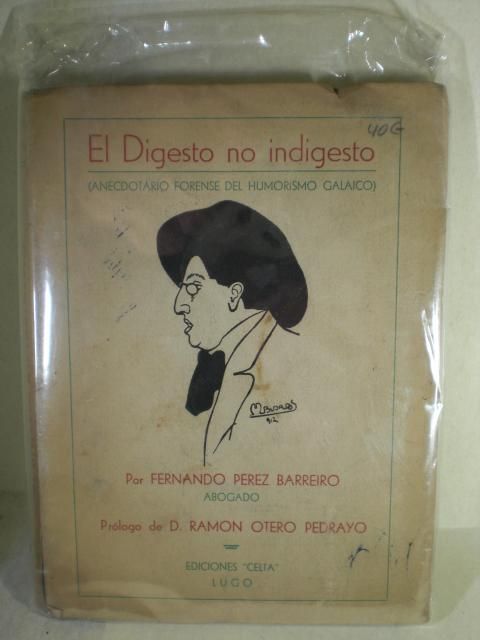 40G
El Digesto no indigesto
(ANECDOTARIO FORENSE DEL HUMORISMO GALAICO)
912
Por FERNANDO PEREZ BARREIRO
ABOGADO
Prólogo de D. RAMON OTERO PEDRAYO
EDICIONES "CELTA"
LUGO